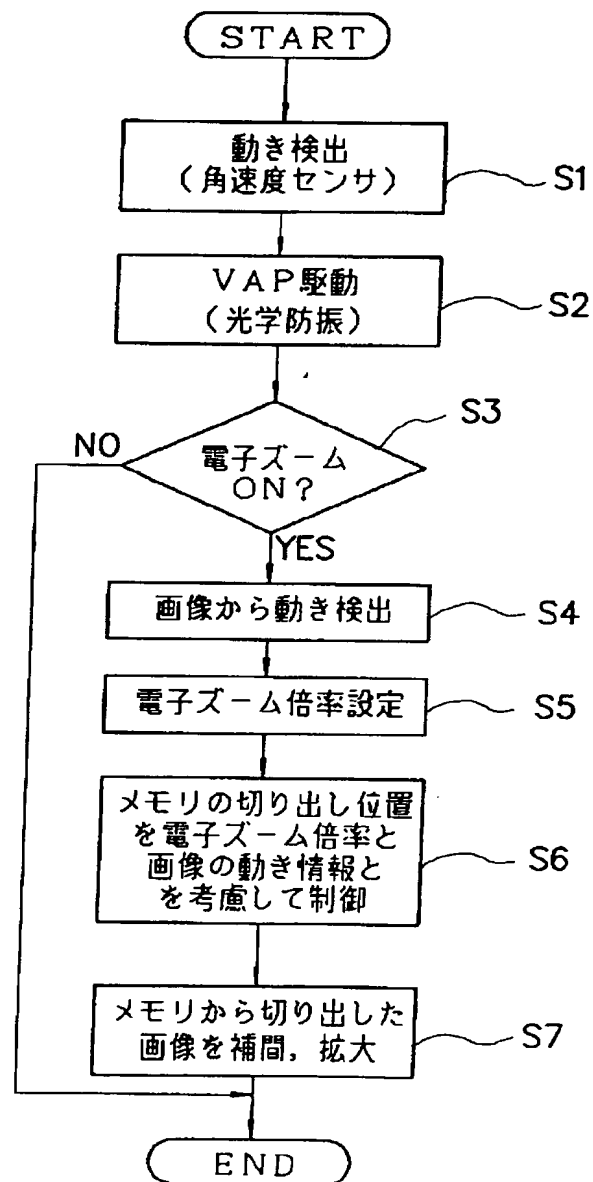 START
動き検出
(角速度センサ)
S1
VAP駆動
(光学防振)
S2
S3
NO
電子ズーム
ON?
YES
画像から動き検出
S4
電子ズーム倍率設定
S5
メモリの切り出し位置
を電子ズーム倍率と
画像の動き情報と
を考慮して制御
S6
メモリから切り出した
画像を補間,拡大
S7
END